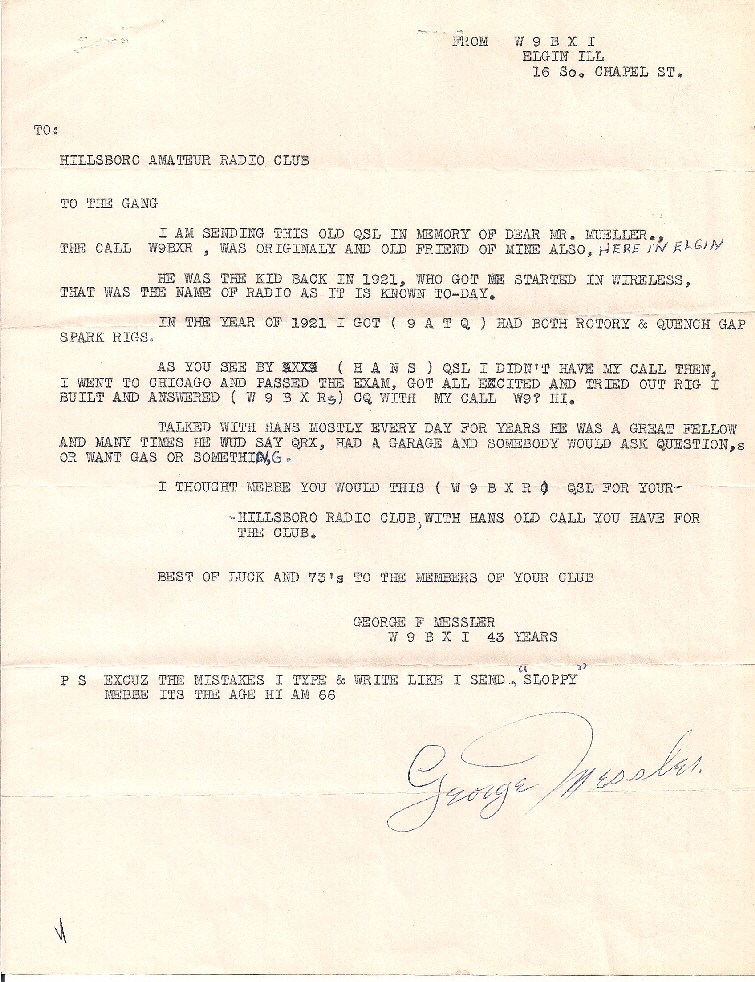 FROM W 9 B X I
ELGIN ILL
16 So. CHAPEL ST.
TO:
HILLSBORO AMATEUR RADIO CLUB
TO THE GANG
I AM SENDING THIS OLD QSL IN MEMORY OF DEAR MR. MUELLER.,
THE CALL W9BXR , WAS ORIGINALY AND OLD FRIEND OF MINE ALSO, HERE IN ELGIN
HE WAS THE KID BACK IN 1921, WHO GOT ME STARTED IN WIRELESS,
THAT WAS THE NAME OF RADIO AS IT IS KNOWN TO-DAY.
IN THE YEAR OF 1921 I GOT ( 9 A T Q ) HAD BOTH ROTORY & QUENCH GAP
SPARK RIGS.
AS YOU SEE BY XXXX ( H A N S ) QSL I DIDN'T HAVE MY CALL THEN,
I WENT TO CHICAGO AND PASSED THE EXAM, GOT ALL EXCITED AND TRIED OUT RIG I
BUILT AND ANSWERED ( W 9 B X Rs) CQ WITH MY CALL W9? HI.
TALKED WITH HANS MOSTLY EVERY DAY FOR YEARS HE WAS A GREAT FELLOW
AND MANY TIMES HE WUD SAY QRX, HAD A GARAGE AND SOMEBODY WOULD ASK QUESTION,s
OR WANT GAS OR SOMETHING.
I THOUGHT MEBBE YOU WOULD THIS ( W 9 B X R ) QSL FOR YOUR-
-HILLSBORO RADIO CLUB, WITH HANS OLD CALL YOU HAVE FOR
THE CLUB.
BEST OF LUCK AND 73's TO THE MEMBERS OF YOUR CLUB
GEORGE F MESSLER
W 9 B X I 43 YEARS
P S EXCUZ THE MISTAKES I TYPE & WRITE LIKE I SEND., "SLOPPY"
MEBBE ITS THE AGE HI AM 66
George Messler.